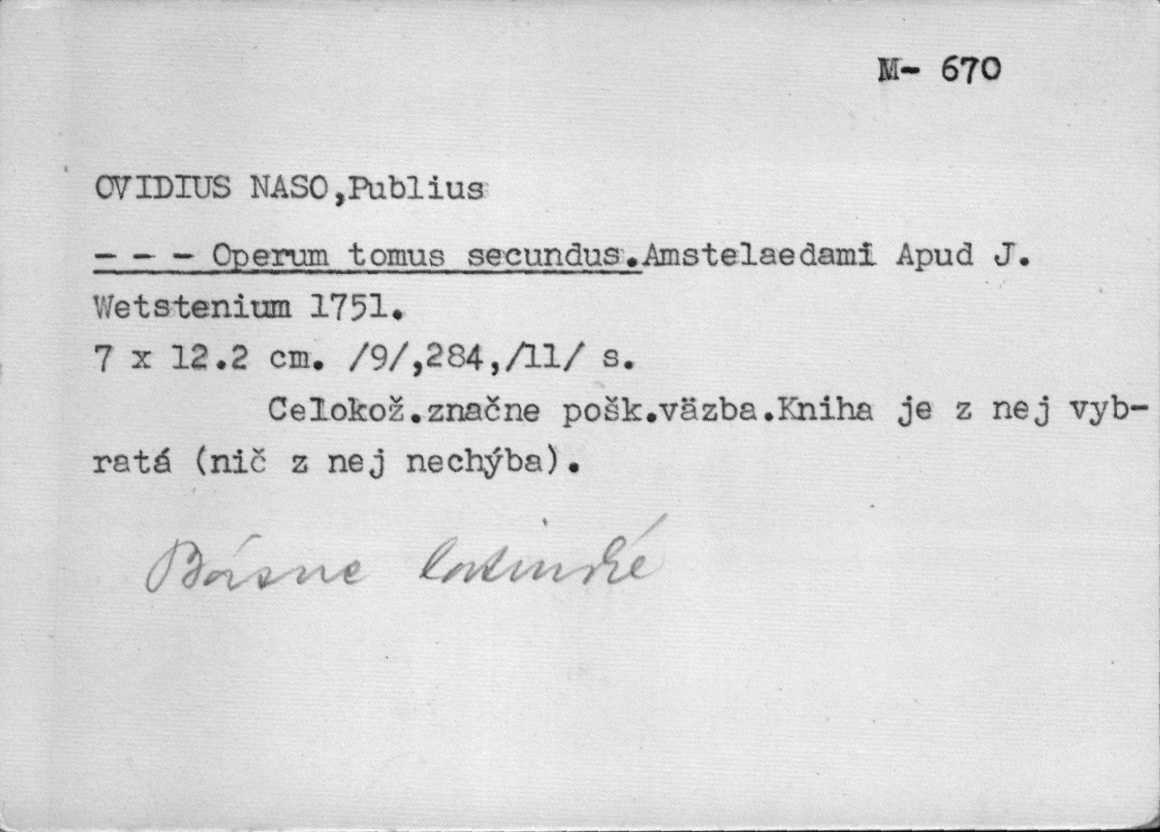 M- 670
OVIDIUS NASO,Publius
- - - Operum tomus secundus.Amstelaedami Apud J.
Wetstenium 1751.
7 x 12.2 cm. /9/,284,/11/ s.
Celokož.značne pošk.väzba.Kniha je z nej vyb-
ratá (nič z nej nechýba).
Básne latinské